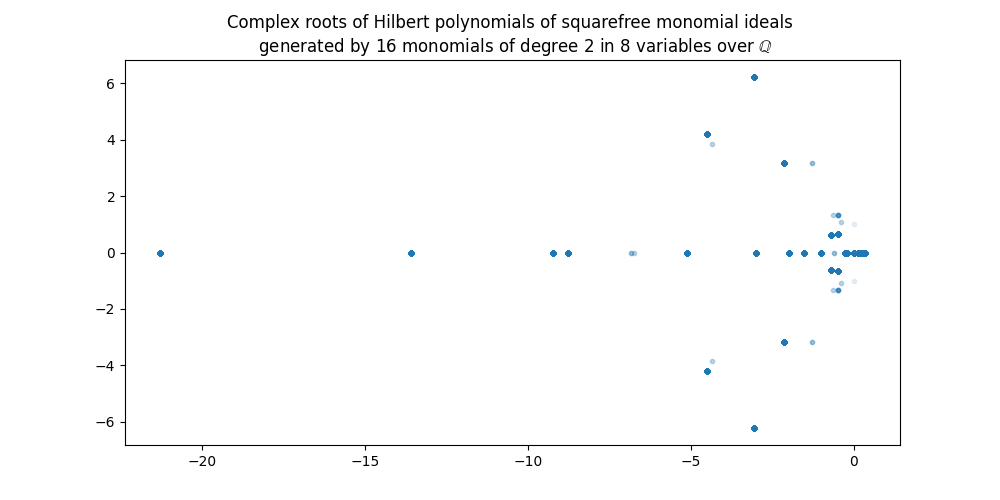 Complex roots of Hilbert polynomials of squarefree monomial ideals
generated by 16 monomials of degree 2 in 8 variables over ℚ
6
4
2
0
−2
−4
−6
−20 −15 −10 −5 0